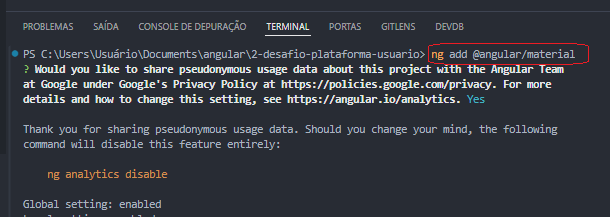 PROBLEMAS SAÍDA CONSOLE DE DEPURAÇÃO TERMINAL PORTAS GITLENS DEVDB
PS C:\Users\Usuário\Documents\angular\2-desafio-plataforma-usuario> ng add @angular/material
? Would you like to share pseudonymous usage data about this project with the Angular Team
at Google under Google's Privacy Policy at https://policies.google.com/privacy. For more
details and how to change this setting, see https://angular.io/analytics. Yes
Thank you for sharing pseudonymous usage data. Should you change your mind, the following
command will disable this feature entirely:
ng analytics disable
Global setting: enabled